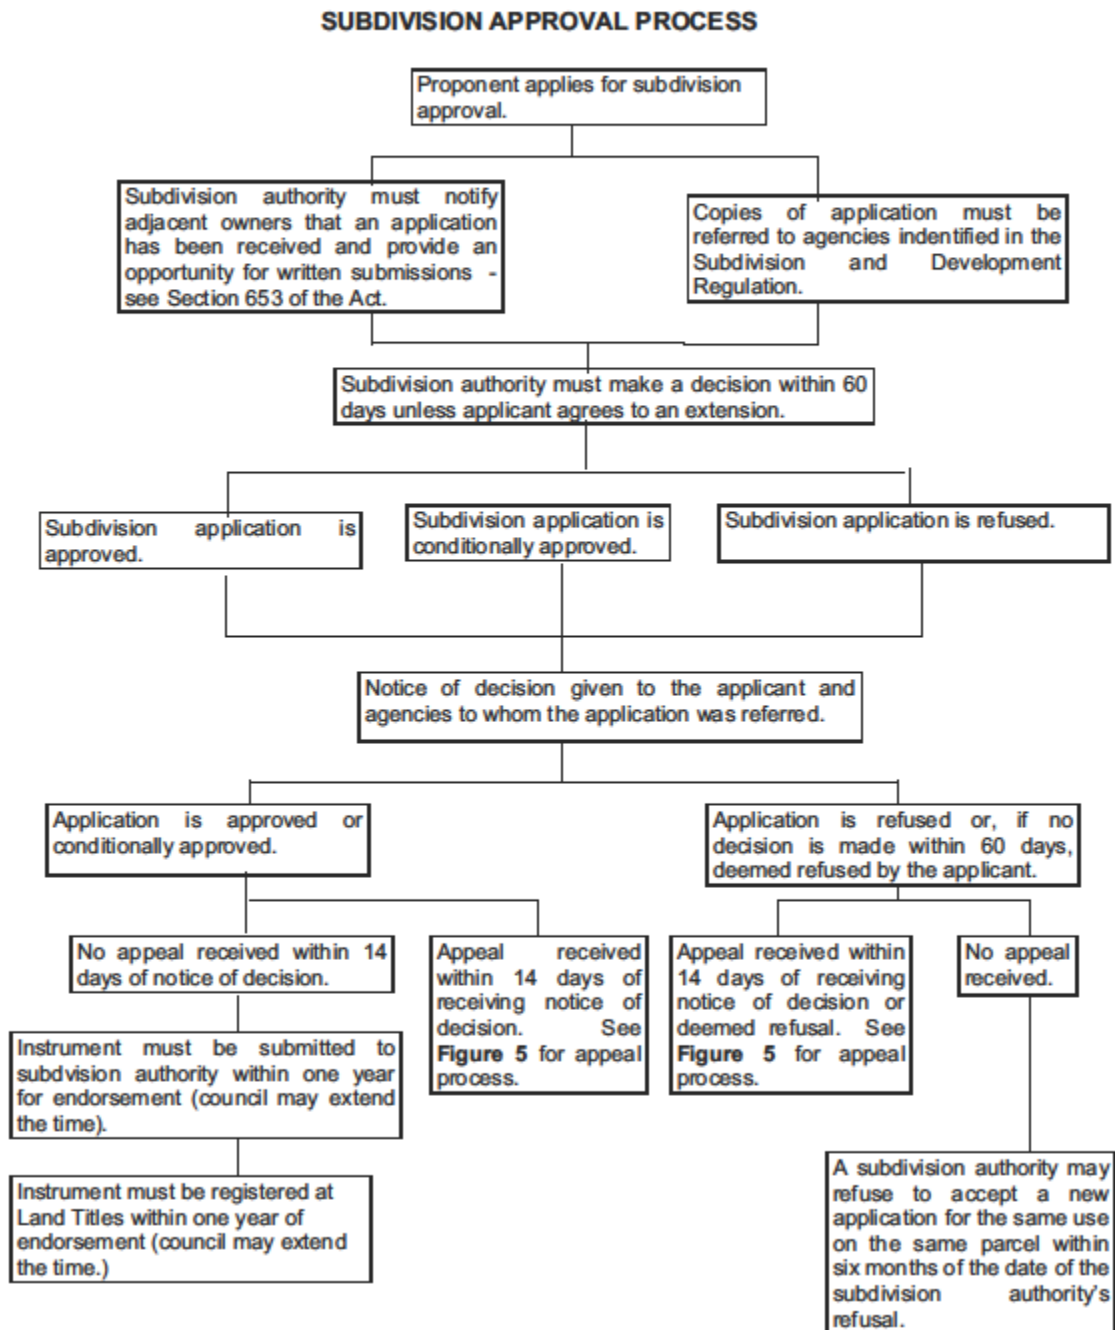 SUBDIVISION APPROVAL PROCESS
Proponent applies for subdivision
approval.
Subdivision authority must notify
adjacent owners that an application
has been received and provide an
opportunity for written submissions -
see Section 653 of the Act.
Copies of application must be
referred to agencies indentified in the
Subdivision and Development
Regulation.
Subdivision authority must make a decision within 60
days unless applicant agrees to an extension.
Subdivision application is
approved.
Subdivision application is
conditionally approved.
Subdivision application is refused.
Notice of decision given to the applicant and
agencies to whom the application was referred.
Application is approved or
conditionally approved.
Application is refused or, if no
decision is made within 60 days,
deemed refused by the applicant.
No appeal received within 14
days of notice of decision.
Appeal received
within 14 days of
receiving notice of
decision. See
Figure 5 for appeal
process.
Appeal received within
14 days of receiving
notice of decision or
deemed refusal. See
Figure 5 for appeal
process.
No appeal
received.
Instrument must be submitted to
subdvision authority within one year
for endorsement (council may extend
the time).
Instrument must be registered at
Land Titles within one year of
endorsement (council may extend
the time.)
A subdivision authority may
refuse to accept a new
application for the same use
on the same parcel within
six months of the date of the
subdivision authority's
refusal.